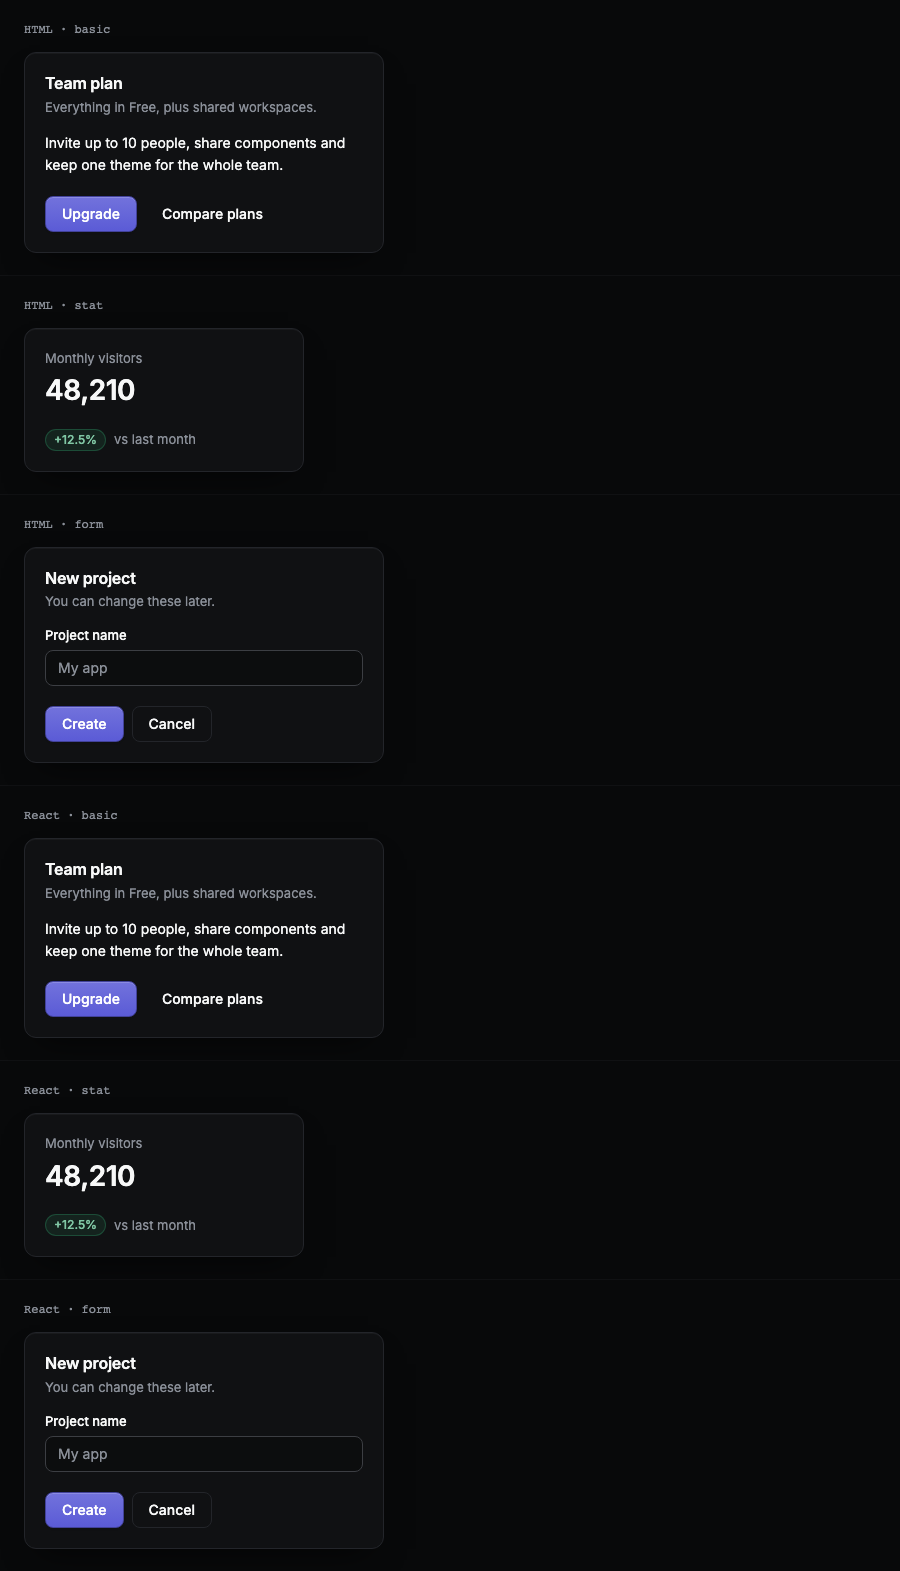 HTML · basic
Team plan
Everything in Free, plus shared workspaces.
Invite up to 10 people, share components and
keep one theme for the whole team.
Upgrade Compare plans
HTML · stat
Monthly visitors
48,210
+12.5% vs last month
HTML · form
New project
You can change these later.
Project name
My app
Create Cancel
React · basic
Team plan
Everything in Free, plus shared workspaces.
Invite up to 10 people, share components and
keep one theme for the whole team.
Upgrade Compare plans
React · stat
Monthly visitors
48,210
+12.5% vs last month
React · form
New project
You can change these later.
Project name
My app
Create Cancel